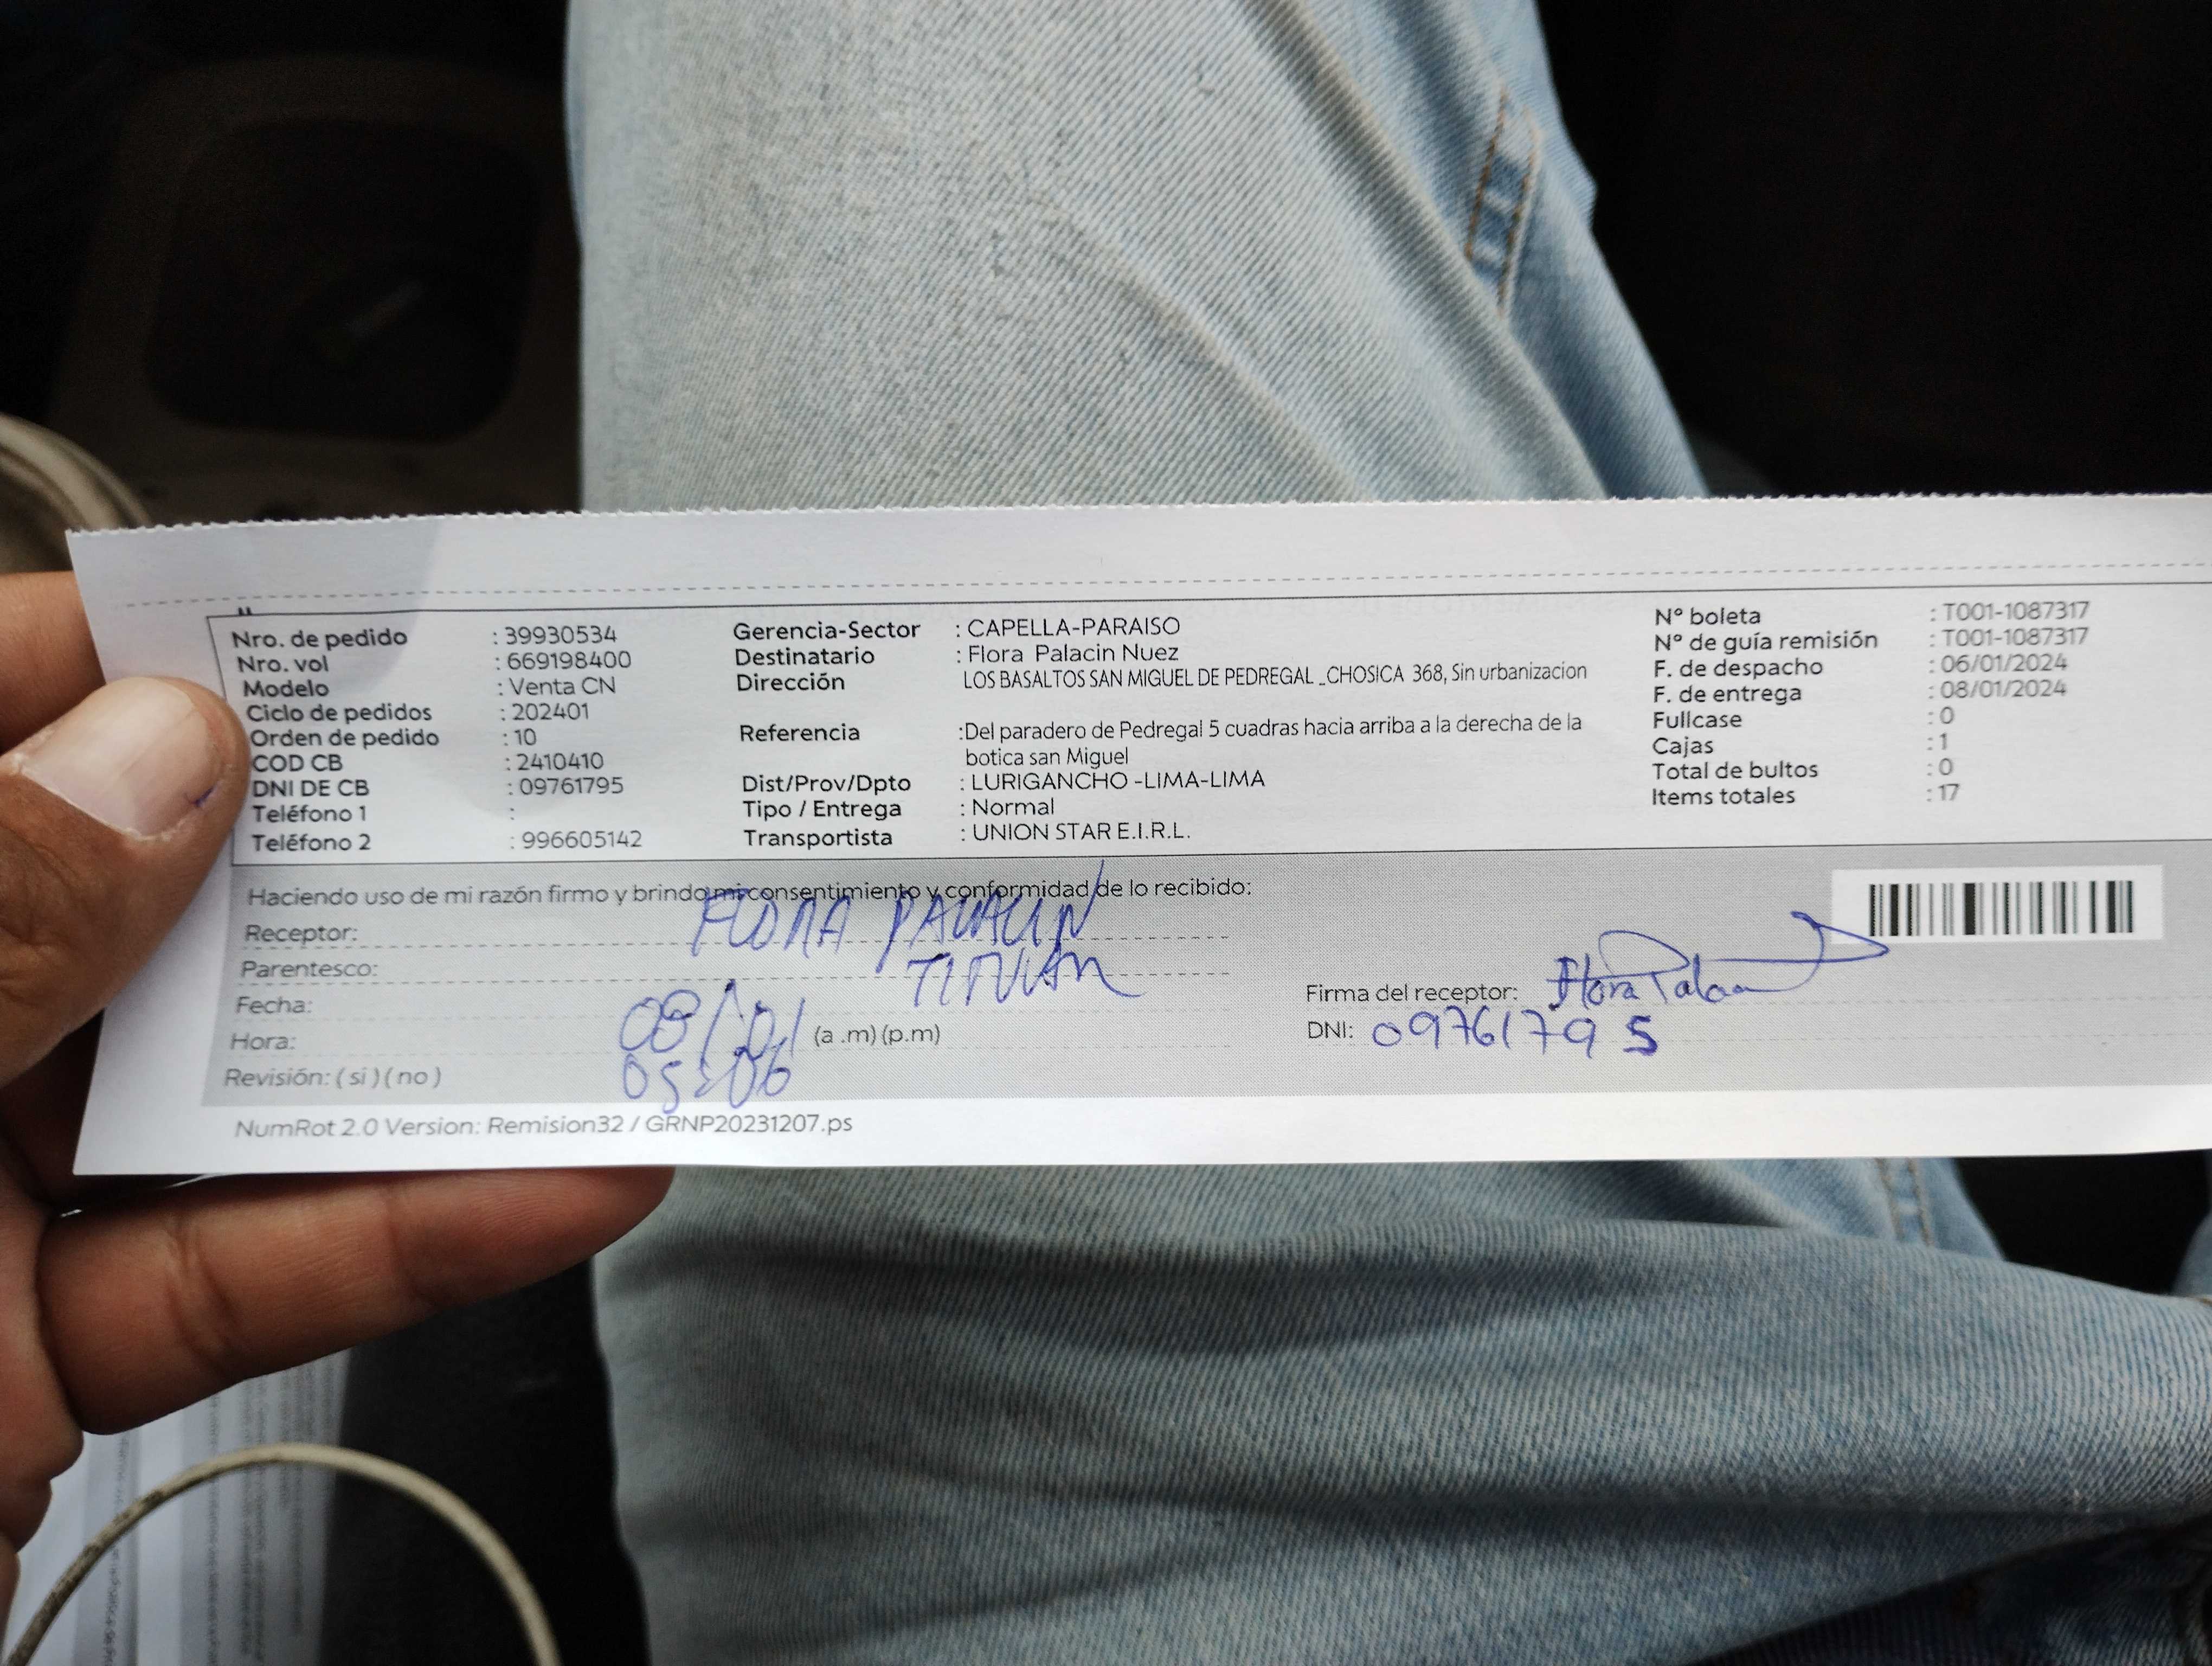 Nro. de pedido : 39930534
Nro. vol : 669198400
Modelo : Venta CN
Ciclo de pedidos : 202401
Orden de pedido : 10
COD CB : 2410410
DNI DE CB : 09761795
Teléfono 1 :
Teléfono 2 : 996605142
Gerencia-Sector : CAPELLA-PARAISO
Destinatario : Flora Palacin Nuez
Dirección LOS BASALTOS SAN MIGUEL DE PEDREGAL _CHOSICA 368, Sin urbanizacion
Referencia :Del paradero de Pedregal 5 cuadras hacia arriba a la derecha de la
botica san Miguel
Dist/Prov/Dpto : LURIGANCHO -LIMA-LIMA
Tipo / Entrega : Normal
Transportista : UNION STAR E.I.R.L.
Nº boleta : T001-1087317
Nº de guía remisión : T001-1087317
F. de despacho : 06/01/2024
F. de entrega : 08/01/2024
Fullcase : 0
Cajas : 1
Total de bultos : 0
Items totales : 17
Haciendo uso de mi razón firmo y brindo mi consentimiento y conformidad de lo recibido:
Receptor: FLORA PALACIN
Parentesco: TITULAR
Fecha: 08/01
Hora: 05:06 (a .m) (p.m)
Revisión: ( si ) ( no )
Firma del receptor: Flora Palacin
DNI: 09761795
NumRot 2.0 Version: Remision32 / GRNP20231207.ps